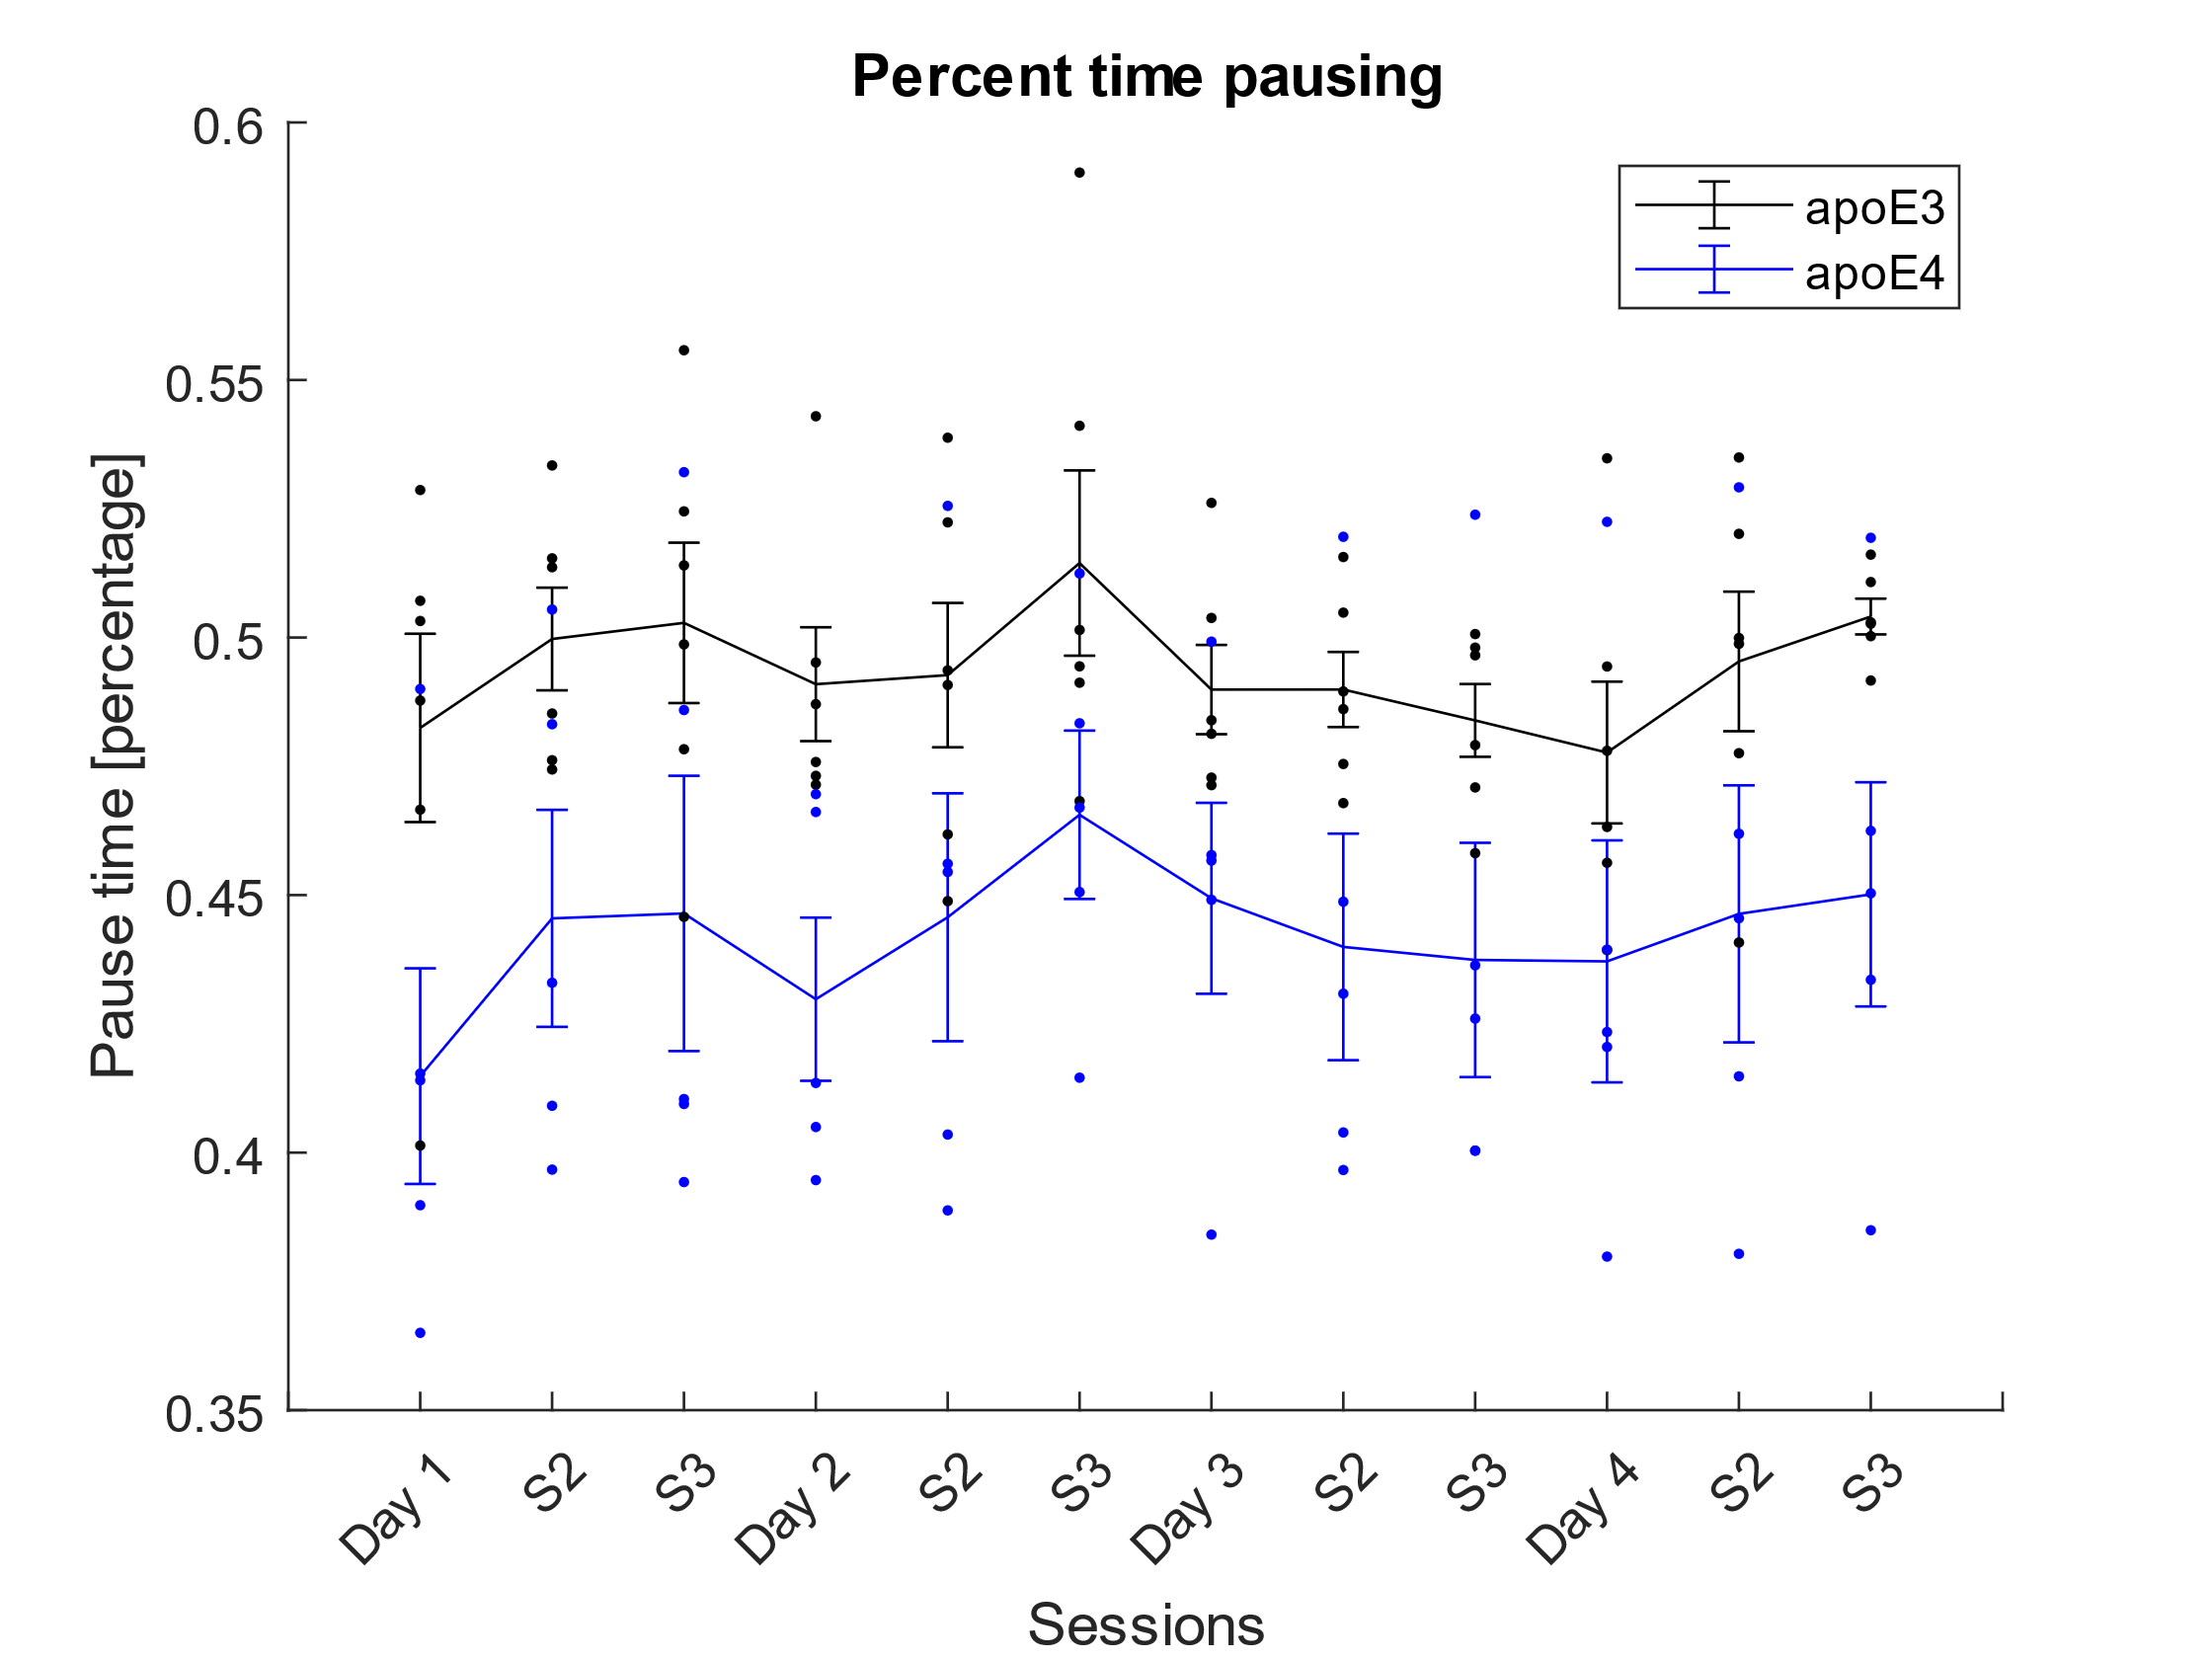 Percent time pausing
0.6
0.55
0.5
0.45
0.4
0.35
Pause time [percentage]
apoE3
apoE4
Day 1
S2
S3
Day 2
S2
S3
Day 3
S2
S3
Day 4
S2
S3
Sessions